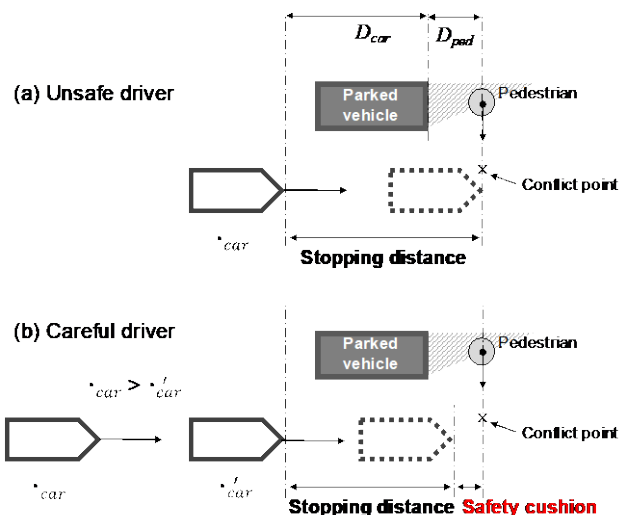 D_car D_ped
(a) Unsafe driver
Parked
vehicle
Pedestrian
Conflict point
car
Stopping distance
(b) Careful driver
Parked
vehicle
Pedestrian
car > ′car
Conflict point
car
′car
Stopping distance Safety cushion